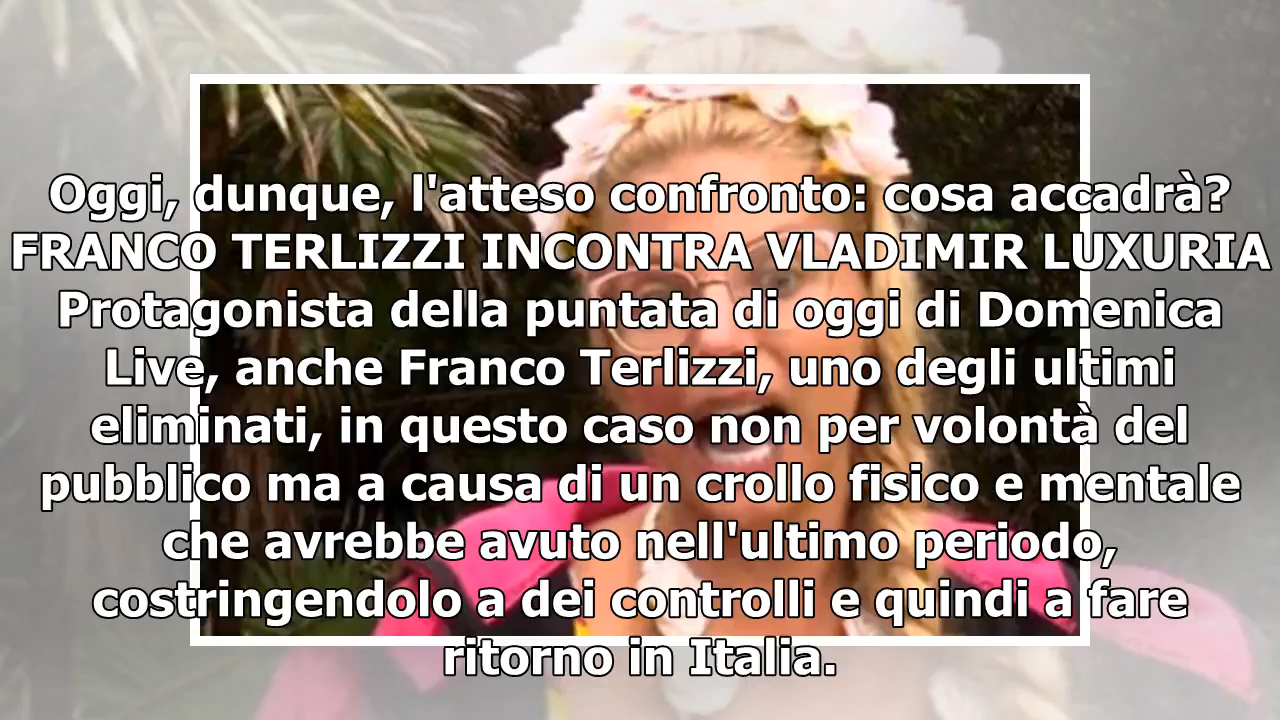 Oggi, dunque, l'atteso confronto: cosa accadrà?
FRANCO TERLIZZI INCONTRA VLADIMIR LUXURIA
Protagonista della puntata di oggi di Domenica
Live, anche Franco Terlizzi, uno degli ultimi
eliminati, in questo caso non per volontà del
pubblico ma a causa di un crollo fisico e mentale
che avrebbe avuto nell'ultimo periodo,
costringendolo a dei controlli e quindi a fare
ritorno in Italia.